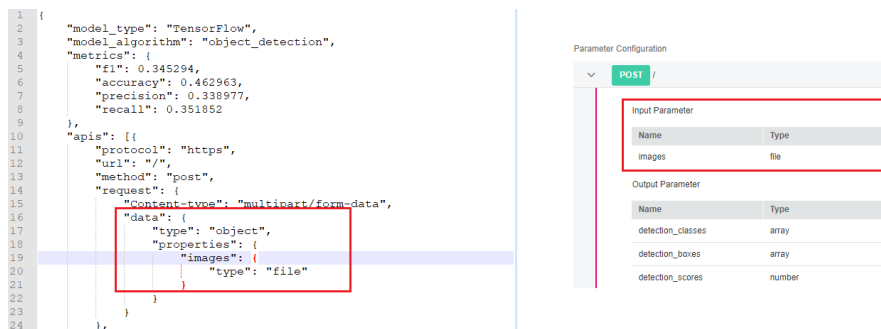 1 {
2 "model_type": "TensorFlow",
3 "model_algorithm": "object_detection",
4 "metrics": {
5 "f1": 0.345294,
6 "accuracy": 0.462963,
7 "precision": 0.338977,
8 "recall": 0.351852
9 },
10 "apis": [{
11 "protocol": "https",
12 "url": "/",
13 "method": "post",
14 "request": {
15 "Content-type": "multipart/form-data",
16 "data": {
17 "type": "object",
18 "properties": {
19 "images": {
20 "type": "file"
21 }
22 }
23 }
24 },
Parameter Configuration
POST /
Input Parameter
Name Type
images file
Output Parameter
Name Type
detection_classes array
detection_boxes array
detection_scores number